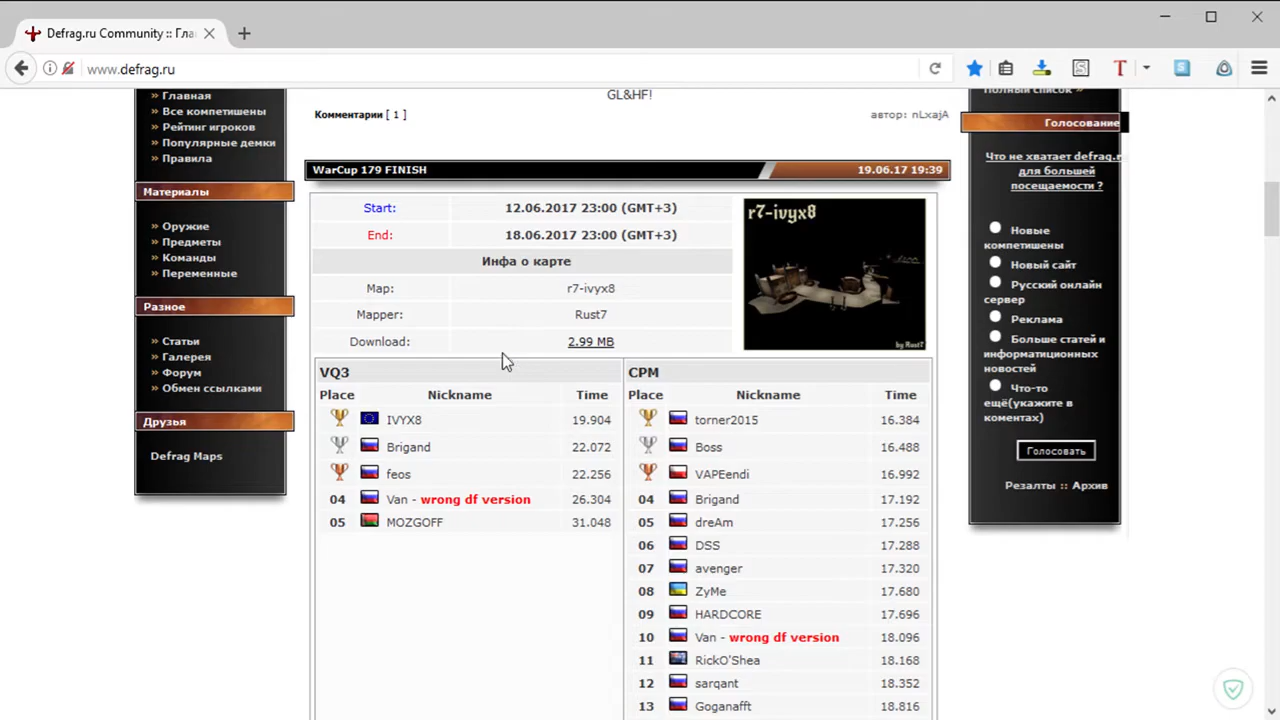 Defrag.ru Community :: Гла
www.defrag.ru
Главная
Все компетишены
Рейтинг игроков
Популярные демки
Правила
Материалы
Оружие
Предметы
Команды
Переменные
Разное
Статьи
Галерея
Форум
Обмен ссылками
Друзья
Defrag Maps
GL&HF!
Комментарии [ 1 ]
автор: nLxajA
WarCup 179 FINISH
19.06.17 19:39
Start: 12.06.2017 23:00 (GMT+3)
End: 18.06.2017 23:00 (GMT+3)
Инфа о карте
Map: r7-ivyx8
Mapper: Rust7
Download: 2.99 MB
r7-ivyx8
by Rust7
VQ3
Place Nickname Time
IVYX8 19.904
Brigand 22.072
feos 22.256
04 Van - wrong df version 26.304
05 MOZGOFF 31.048
CPM
Place Nickname Time
torner2015 16.384
Boss 16.488
VAPEendi 16.992
04 Brigand 17.192
05 dreAm 17.256
06 DSS 17.288
07 avenger 17.320
08 ZyMe 17.680
09 HARDCORE 17.696
10 Van - wrong df version 18.096
11 RickO'Shea 18.168
12 sarqant 18.352
13 Goganafft 18.816
Полный список »
Голосование
Что не хватает defrag.r
для большей
посещаемости ?
Новые
компетишены
Новый сайт
Русский онлайн
сервер
Реклама
Больше статей и
информатиционных
новостей
Что-то
ещё(укажите в
коментах)
Голосовать
Резалты :: Архив